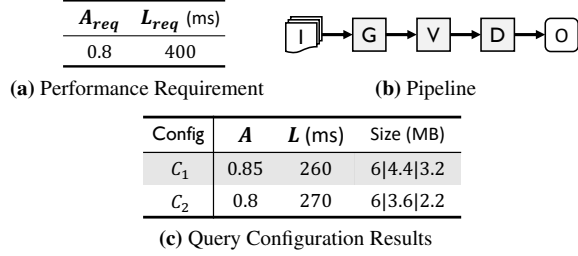 A_req L_req (ms)
0.8 400
(a) Performance Requirement
I G V D O
(b) Pipeline
Config A L (ms) Size (MB)
C_1 0.85 260 6|4.4|3.2
C_2 0.8 270 6|3.6|2.2
(c) Query Configuration Results